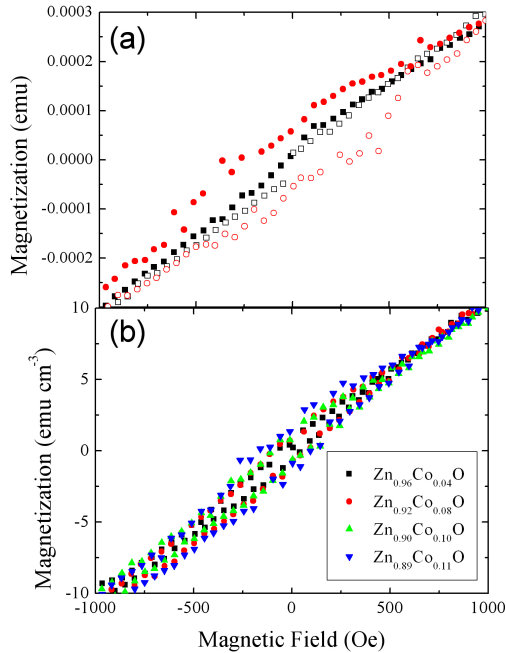 (a)
0.0003
0.0002
0.0001
0.0000
-0.0001
-0.0002
Magnetization (emu)
(b)
10
5
0
-5
-10
Magnetization (emu cm-3)
Zn0.96Co0.04O
Zn0.92Co0.08O
Zn0.90Co0.10O
Zn0.89Co0.11O
-1000 -500 0 500 1000
Magnetic Field (Oe)